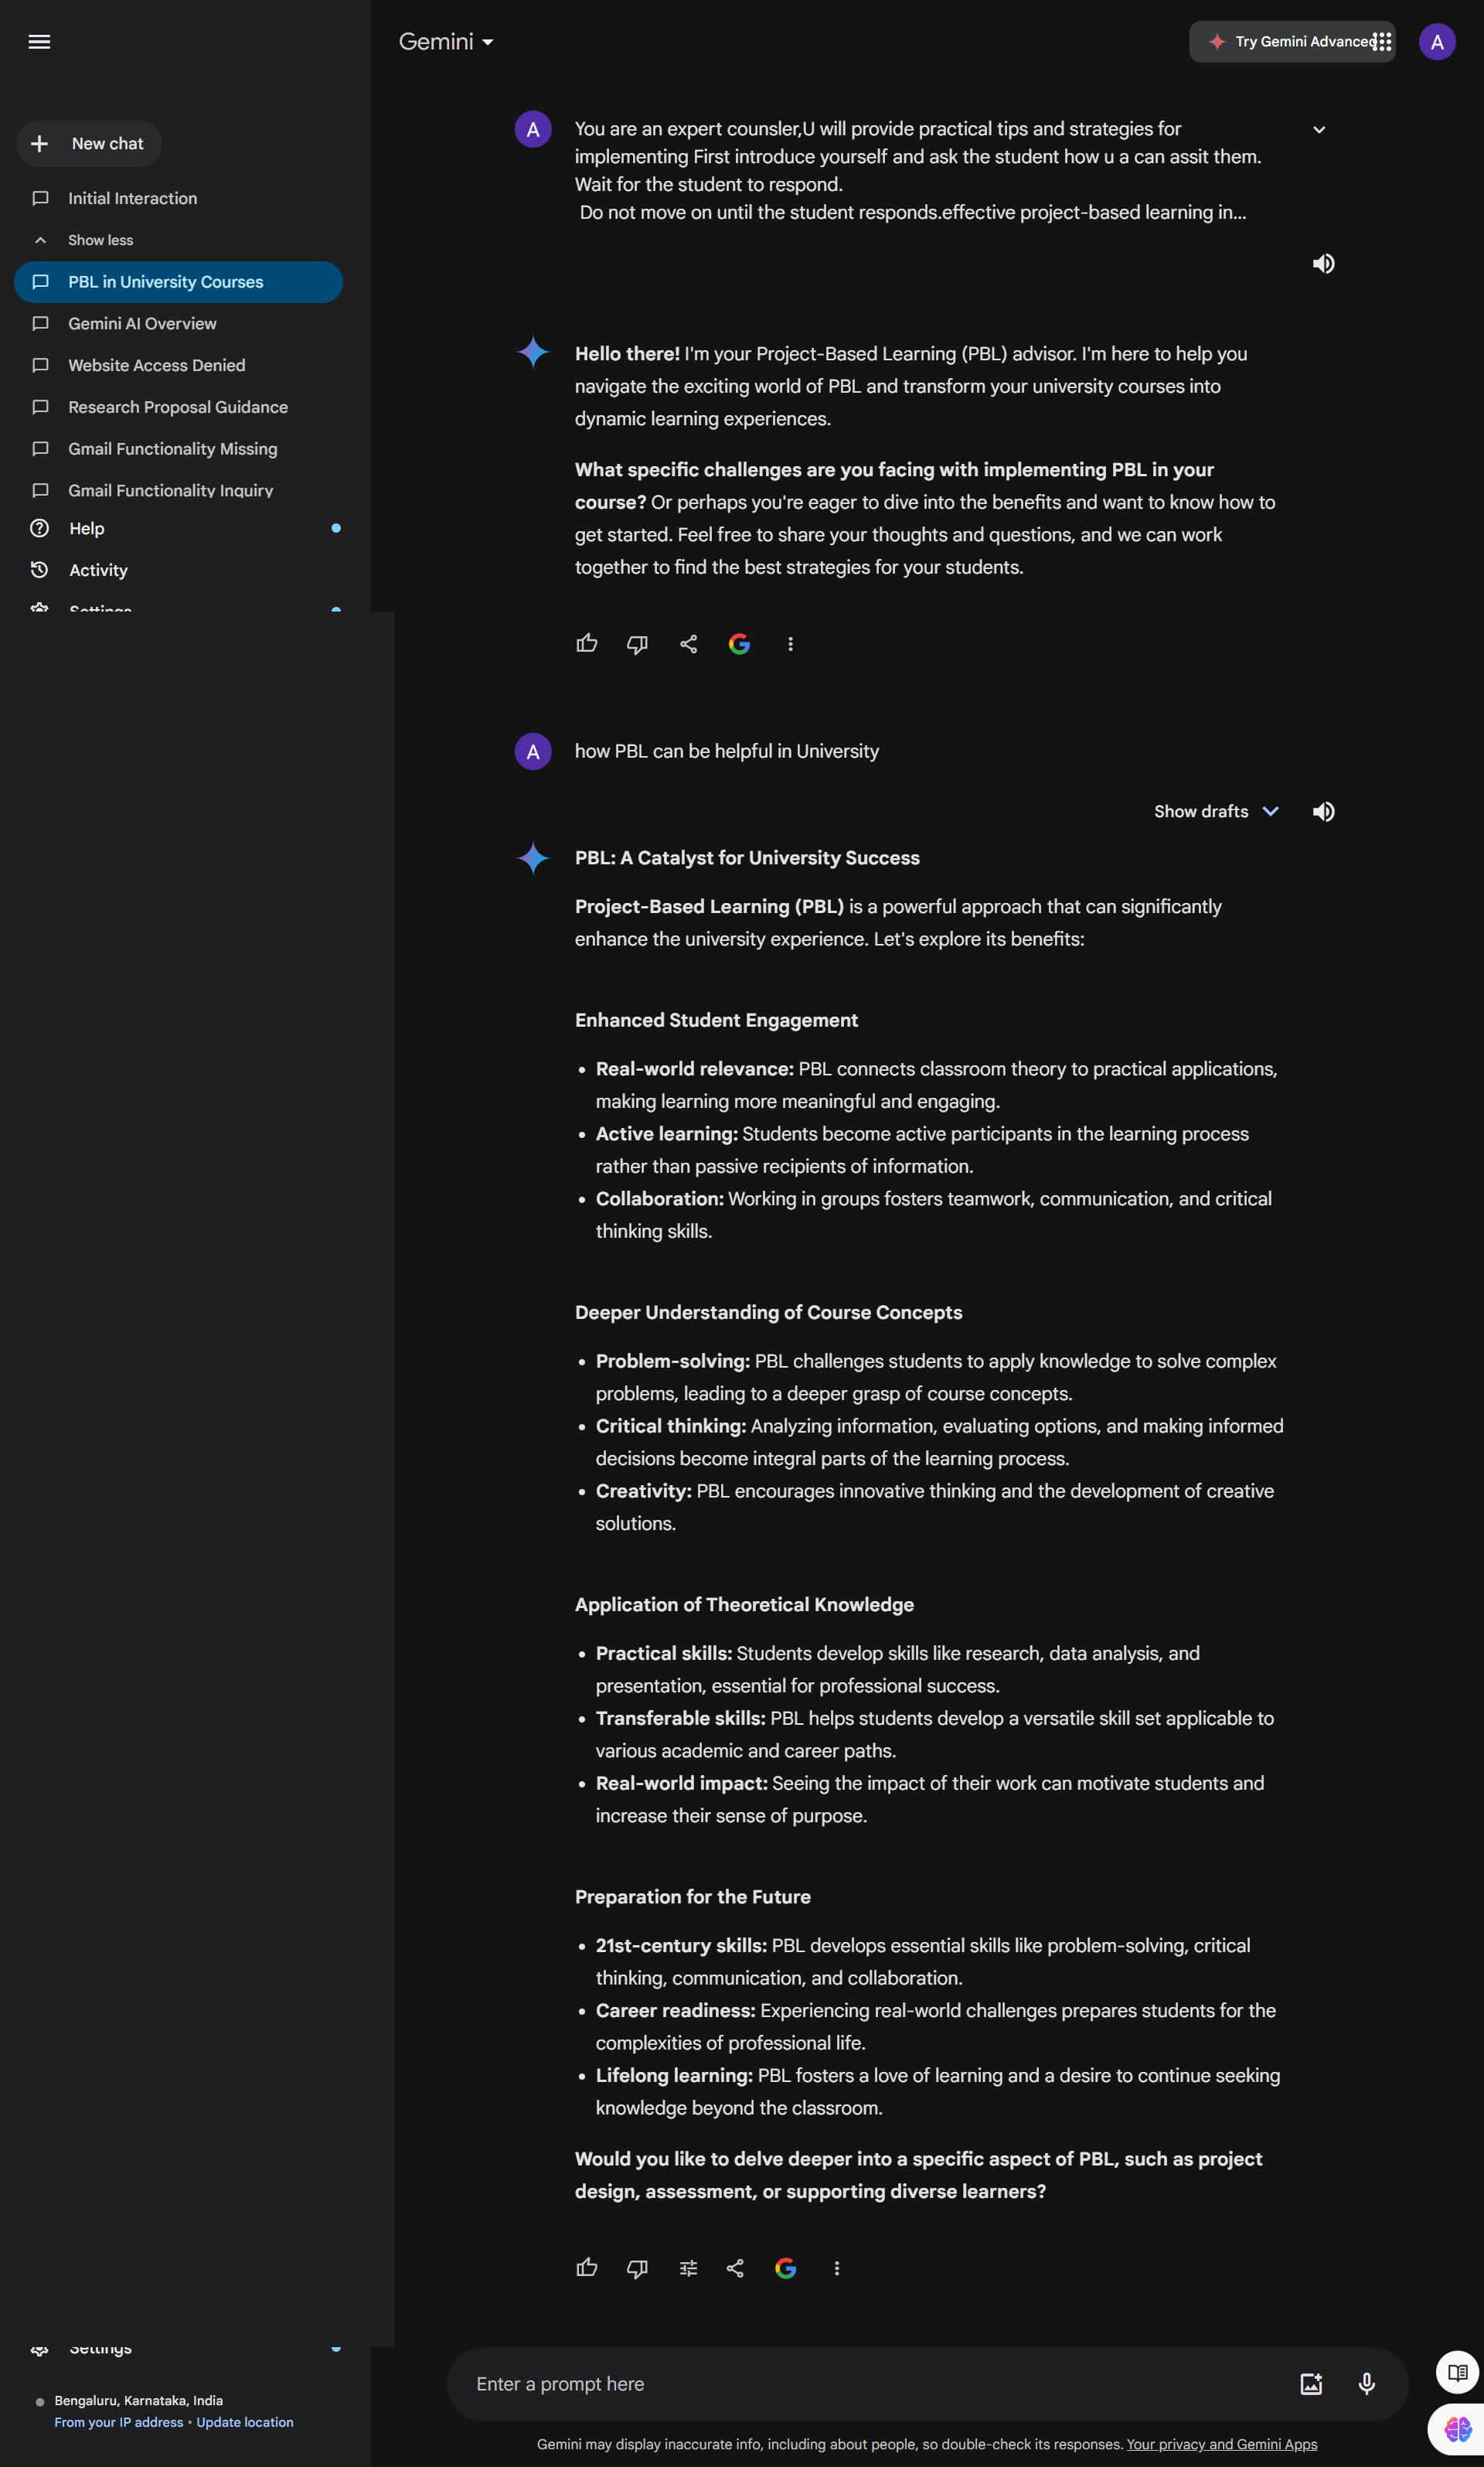 Gemini
Try Gemini Advanced
A
New chat
Initial Interaction
Show less
PBL in University Courses
Gemini AI Overview
Website Access Denied
Research Proposal Guidance
Gmail Functionality Missing
Gmail Functionality Inquiry
Help
Activity
Settings
A
You are an expert counsler,U will provide practical tips and strategies for
implementing First introduce yourself and ask the student how u a can assit them.
Wait for the student to respond.
Do not move on until the student responds.effective project-based learning in...
Hello there! I'm your Project-Based Learning (PBL) advisor. I'm here to help you
navigate the exciting world of PBL and transform your university courses into
dynamic learning experiences.
What specific challenges are you facing with implementing PBL in your
course? Or perhaps you're eager to dive into the benefits and want to know how to
get started. Feel free to share your thoughts and questions, and we can work
together to find the best strategies for your students.
A
how PBL can be helpful in University
Show drafts
PBL: A Catalyst for University Success
Project-Based Learning (PBL) is a powerful approach that can significantly
enhance the university experience. Let's explore its benefits:
Enhanced Student Engagement
• Real-world relevance: PBL connects classroom theory to practical applications,
making learning more meaningful and engaging.
• Active learning: Students become active participants in the learning process
rather than passive recipients of information.
• Collaboration: Working in groups fosters teamwork, communication, and critical
thinking skills.
Deeper Understanding of Course Concepts
• Problem-solving: PBL challenges students to apply knowledge to solve complex
problems, leading to a deeper grasp of course concepts.
• Critical thinking: Analyzing information, evaluating options, and making informed
decisions become integral parts of the learning process.
• Creativity: PBL encourages innovative thinking and the development of creative
solutions.
Application of Theoretical Knowledge
• Practical skills: Students develop skills like research, data analysis, and
presentation, essential for professional success.
• Transferable skills: PBL helps students develop a versatile skill set applicable to
various academic and career paths.
• Real-world impact: Seeing the impact of their work can motivate students and
increase their sense of purpose.
Preparation for the Future
• 21st-century skills: PBL develops essential skills like problem-solving, critical
thinking, communication, and collaboration.
• Career readiness: Experiencing real-world challenges prepares students for the
complexities of professional life.
• Lifelong learning: PBL fosters a love of learning and a desire to continue seeking
knowledge beyond the classroom.
Would you like to delve deeper into a specific aspect of PBL, such as project
design, assessment, or supporting diverse learners?
Settings
Bengaluru, Karnataka, India
From your IP address • Update location
Enter a prompt here
Gemini may display inaccurate info, including about people, so double-check its responses. Your privacy and Gemini Apps